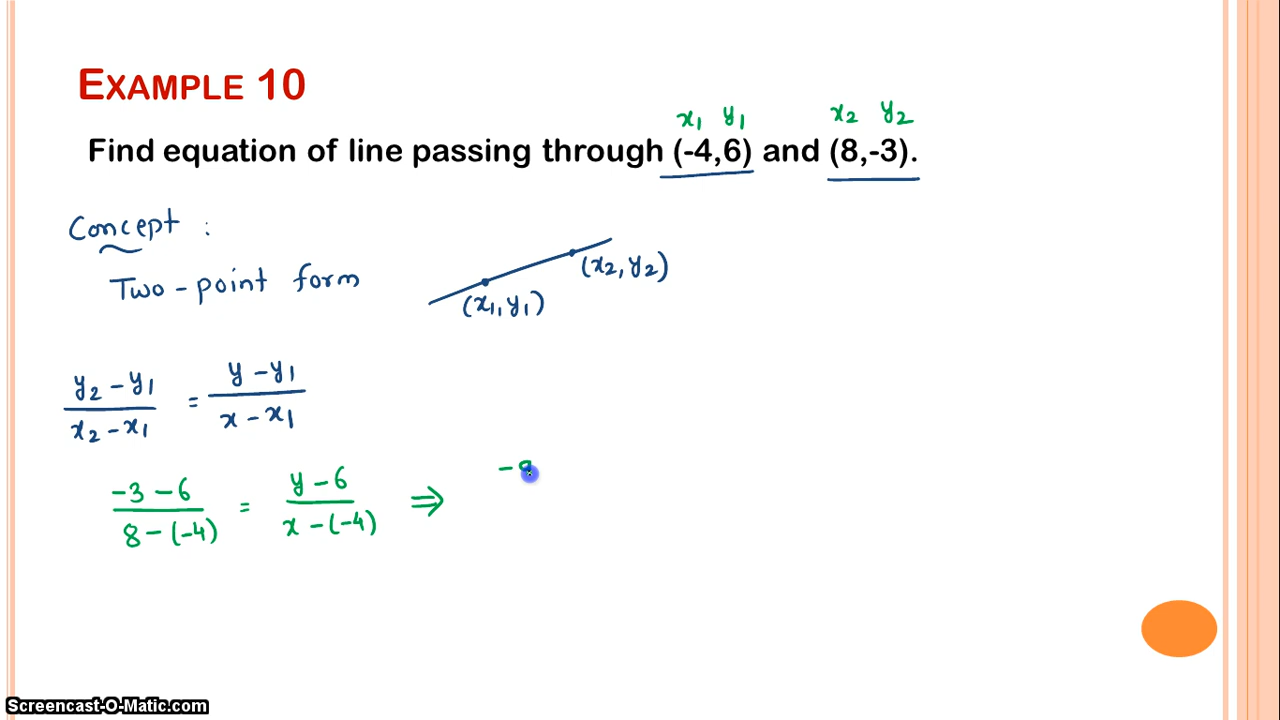 EXAMPLE 10
x1 y1 x2 y2
Find equation of line passing through (-4,6) and (8,-3).
Concept :
Two-point form
(x2, y2)
(x1, y1)
y2 - y1 / x2 - x1 = y - y1 / x - x1
-3 - 6 / 8 - (-4) = y - 6 / x - (-4) ⇒ -9
Screencast-O-Matic.com